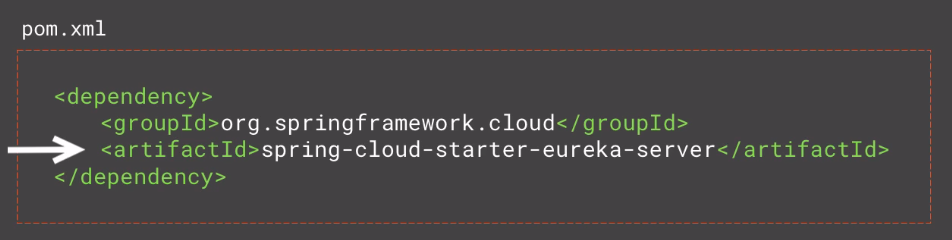 pom.xml
<dependency>
<groupId>org.springframework.cloud</groupId>
<artifactId>spring-cloud-starter-eureka-server</artifactId>
</dependency>